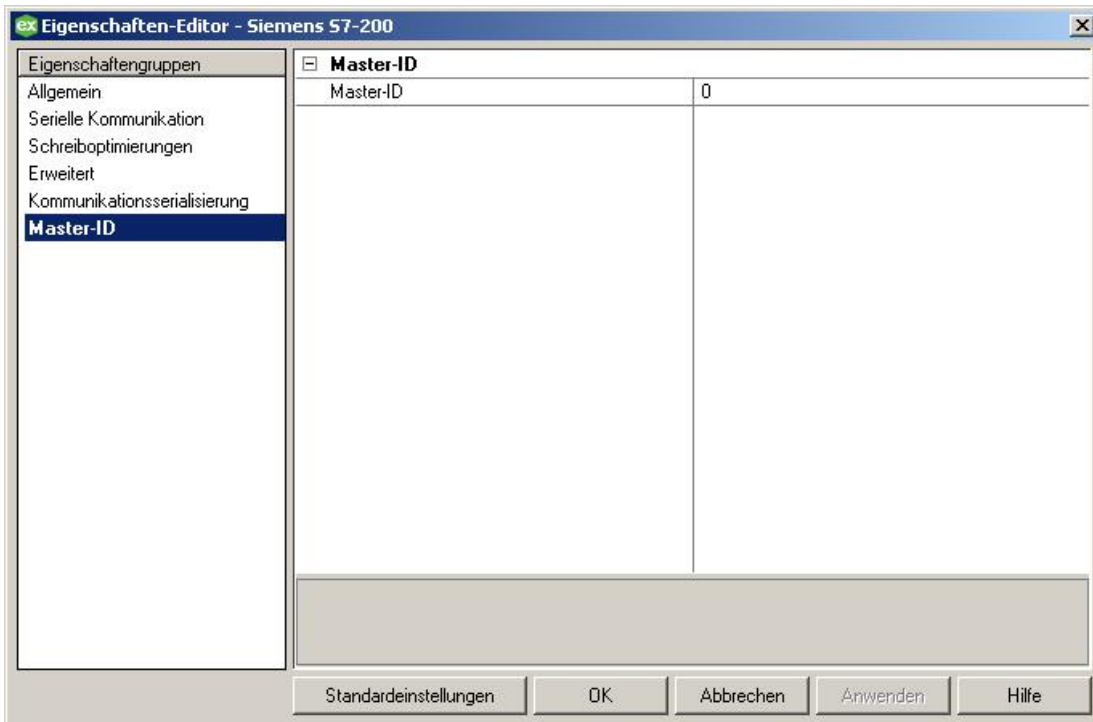 ex Eigenschaften-Editor - Siemens S7-200
Eigenschaftengruppen
Allgemein
Serielle Kommunikation
Schreiboptimierungen
Erweitert
Kommunikationsserialisierung
Master-ID
Master-ID
Master-ID 0
Standardeinstellungen OK Abbrechen Anwenden Hilfe